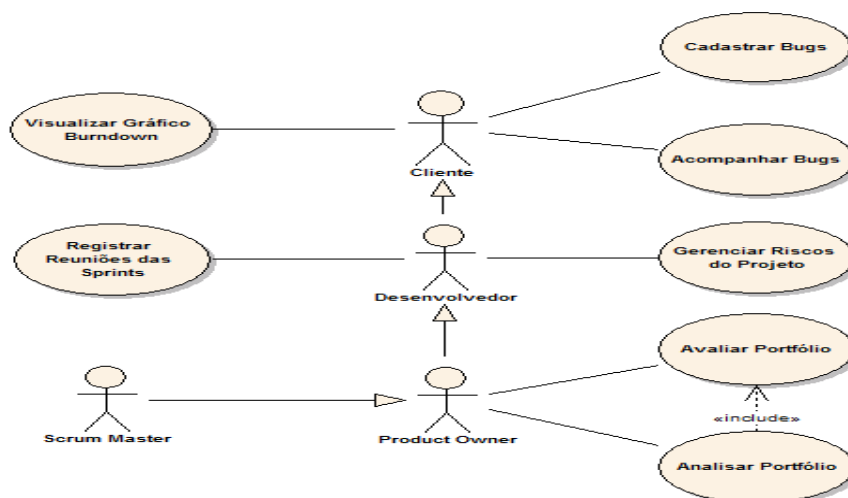 Cadastrar Bugs
Visualizar Gráfico
Burndown
Acompanhar Bugs
Cliente
Registrar
Reuniões das
Sprints
Gerenciar Riscos
do Projeto
Desenvolvedor
Avaliar Portfólio
«include»
Scrum Master
Product Owner
Analisar Portfólio